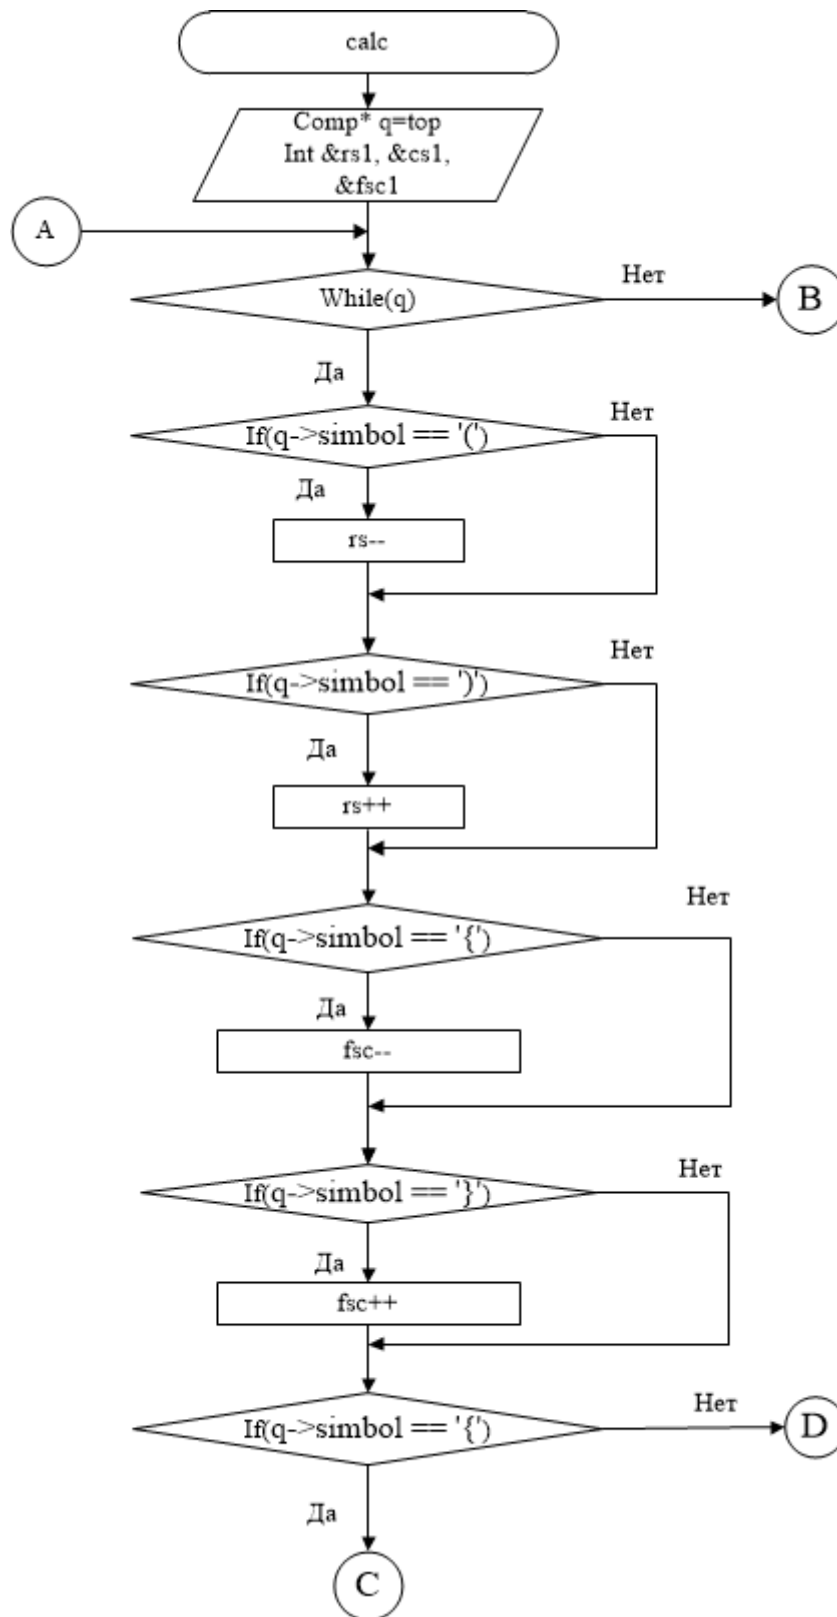 calc
Comp* q=top
Int &rs1, &cs1,
&fsc1
A
While(q)
Нет
B
Да
If(q->simbol == '(')
Нет
Да
rs--
If(q->simbol == ')')
Нет
Да
rs++
If(q->simbol == '{')
Нет
Да
fsc--
If(q->simbol == '}')
Нет
Да
fsc++
If(q->simbol == '{')
Нет
D
Да
C